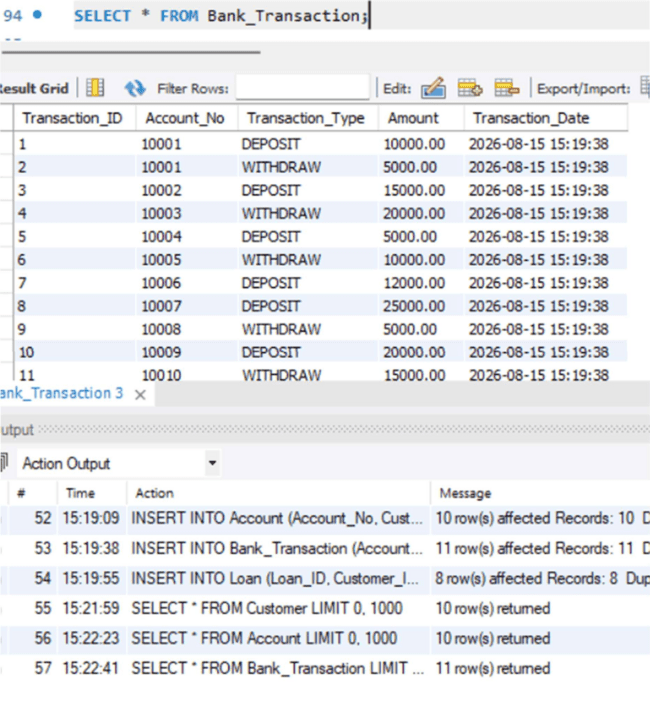 94 SELECT * FROM Bank_Transaction;
Result Grid Filter Rows: Edit: Export/Import:
Transaction_ID Account_No Transaction_Type Amount Transaction_Date
1 10001 DEPOSIT 10000.00 2026-08-15 15:19:38
2 10001 WITHDRAW 5000.00 2026-08-15 15:19:38
3 10002 DEPOSIT 15000.00 2026-08-15 15:19:38
4 10003 WITHDRAW 20000.00 2026-08-15 15:19:38
5 10004 DEPOSIT 5000.00 2026-08-15 15:19:38
6 10005 WITHDRAW 10000.00 2026-08-15 15:19:38
7 10006 DEPOSIT 12000.00 2026-08-15 15:19:38
8 10007 DEPOSIT 25000.00 2026-08-15 15:19:38
9 10008 WITHDRAW 5000.00 2026-08-15 15:19:38
10 10009 DEPOSIT 20000.00 2026-08-15 15:19:38
11 10010 WITHDRAW 15000.00 2026-08-15 15:19:38
ank_Transaction 3
utput
Action Output
# Time Action Message
52 15:19:09 INSERT INTO Account (Account_No, Cust... 10 row(s) affected Records: 10 D
53 15:19:38 INSERT INTO Bank_Transaction (Account... 11 row(s) affected Records: 11 D
54 15:19:55 INSERT INTO Loan (Loan_ID, Customer_I... 8 row(s) affected Records: 8 Dup
55 15:21:59 SELECT * FROM Customer LIMIT 0, 1000 10 row(s) returned
56 15:22:23 SELECT * FROM Account LIMIT 0, 1000 10 row(s) returned
57 15:22:41 SELECT * FROM Bank_Transaction LIMIT ... 11 row(s) returned